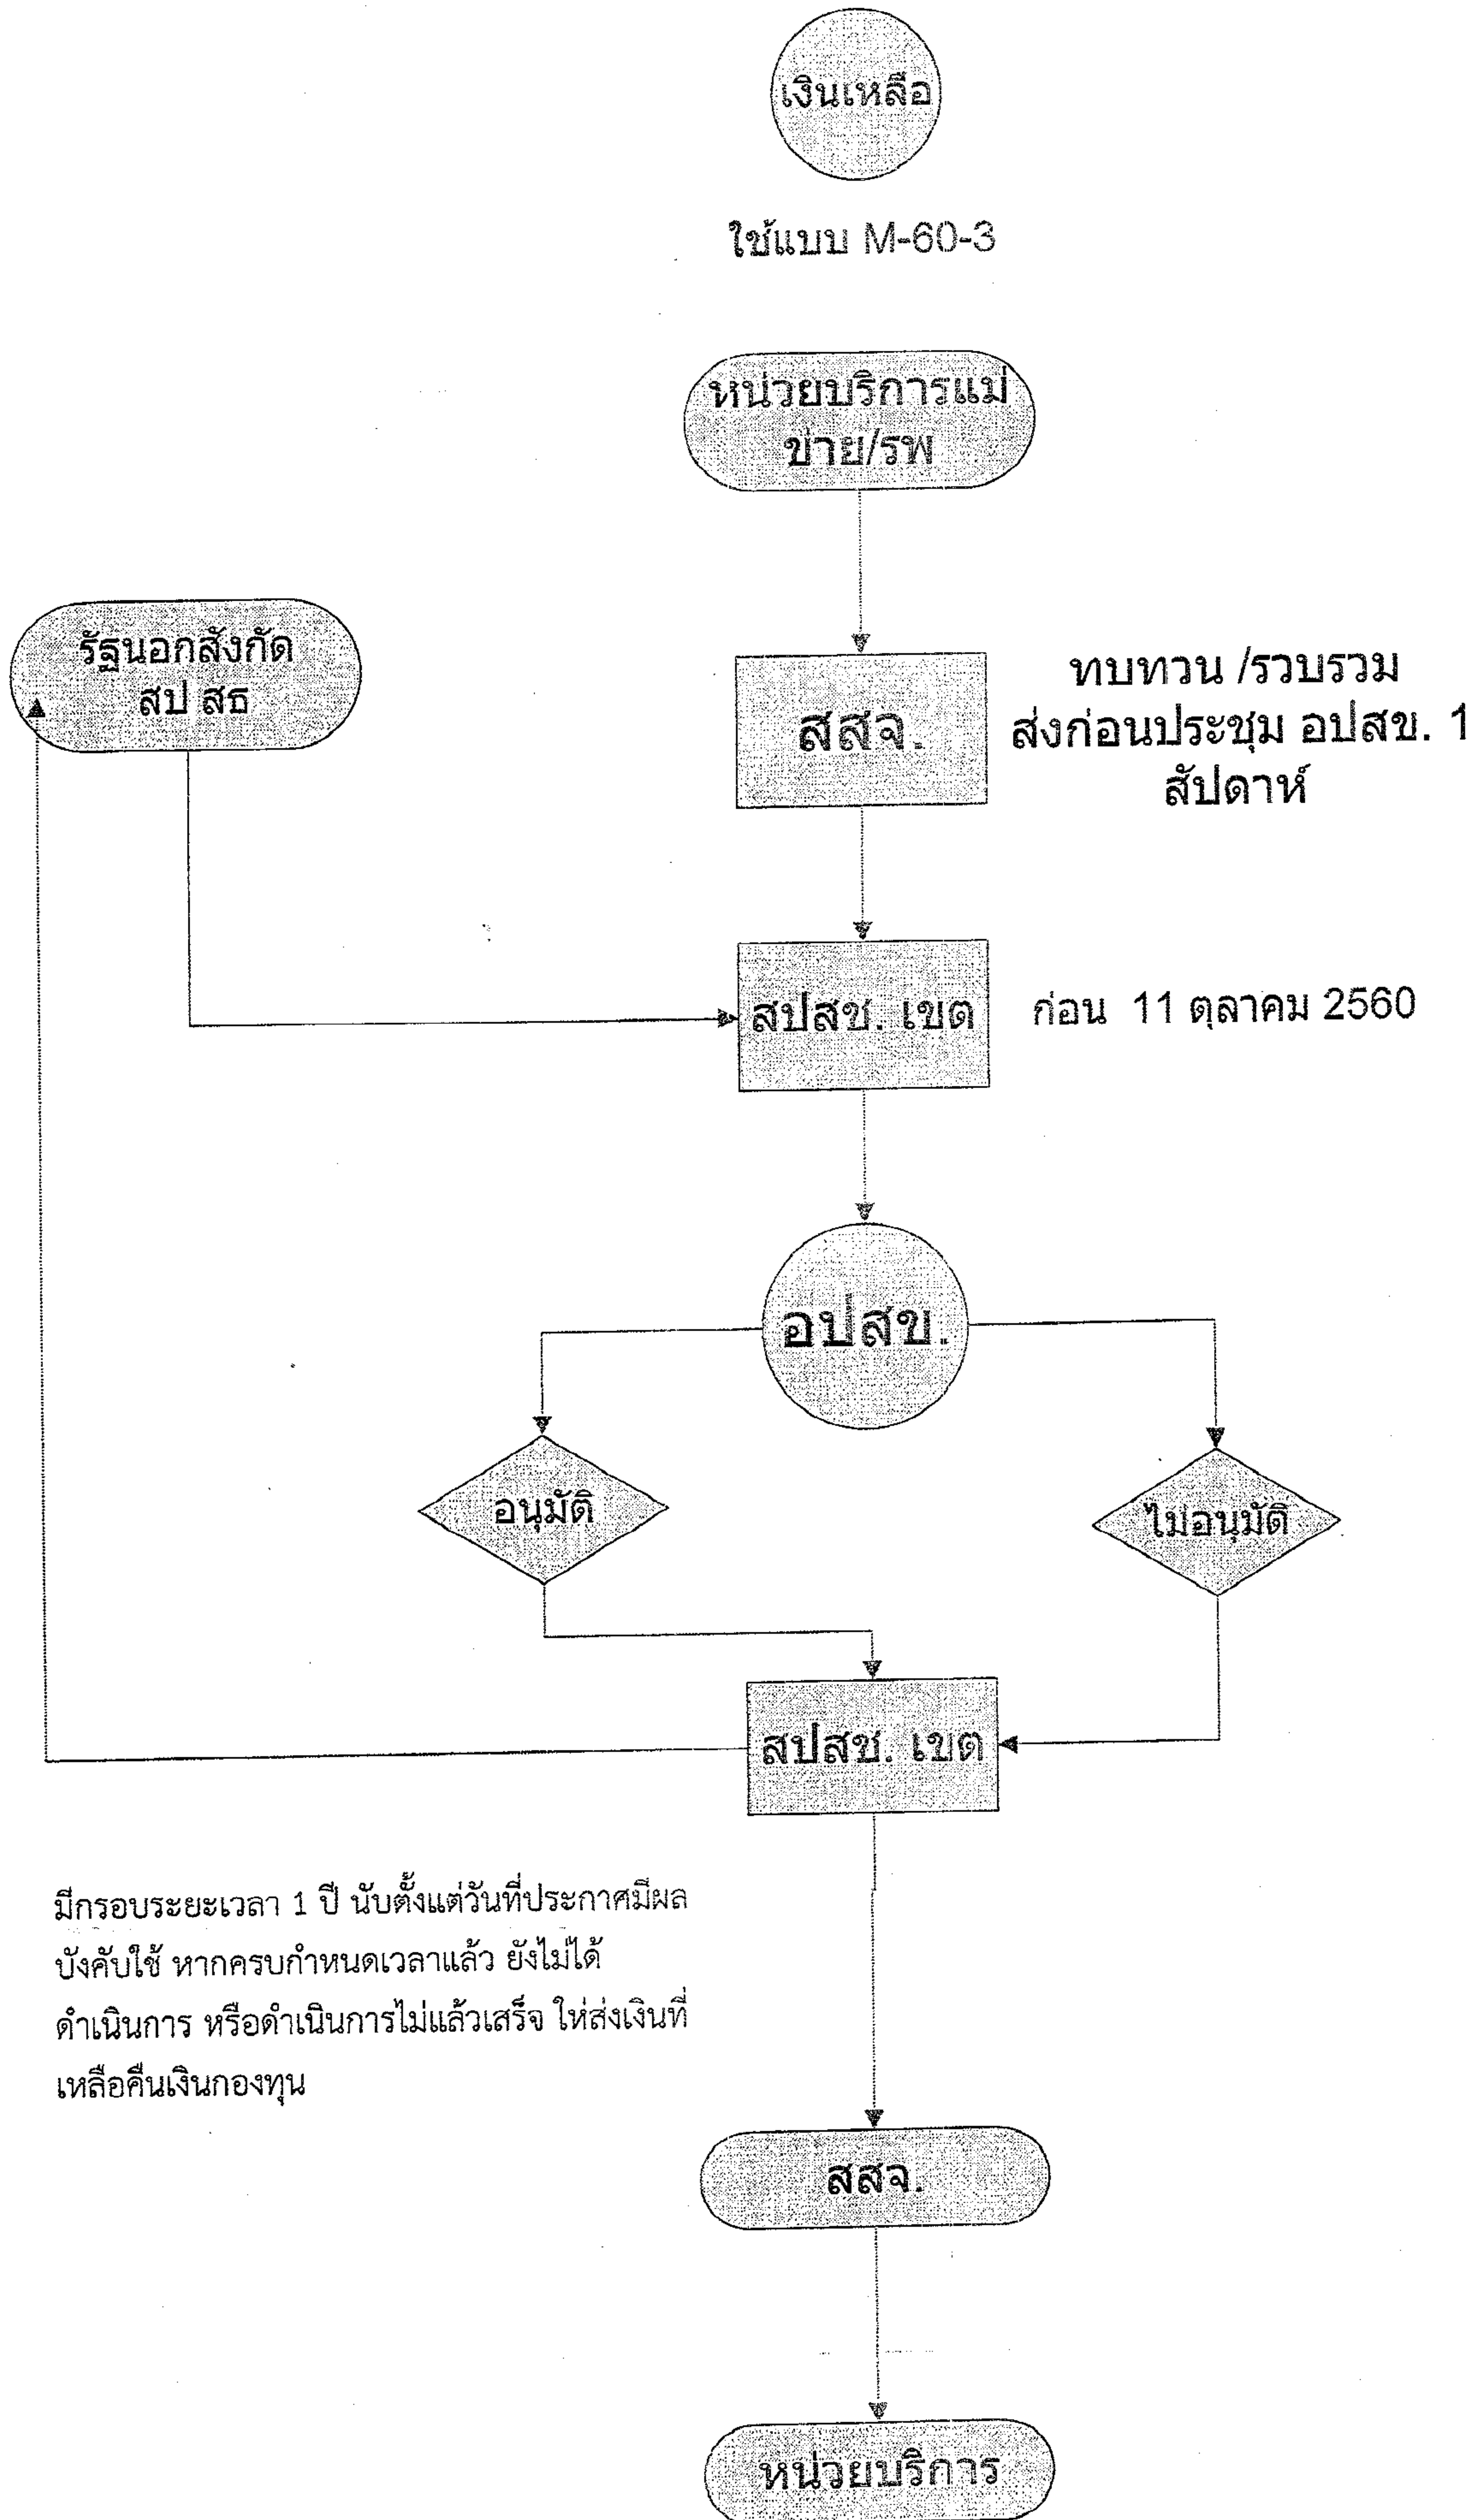 เงินเหลือ
ใช้แบบ M-60-3
หน่วยบริการแม่
ข่าย/รพ
รัฐนอกสังกัด
สป สธ
สสจ.
ทบทวน /รวบรวม
ส่งก่อนประชุม อปสข. 1
สัปดาห์
สปสช. เขต
ก่อน 11 ตุลาคม 2560
อปสข.
อนุมัติ
ไม่อนุมัติ
สปสช. เขต
มีกรอบระยะเวลา 1 ปี นับตั้งแต่วันที่ประกาศมีผล
บังคับใช้ หากครบกำหนดเวลาแล้ว ยังไม่ได้
ดำเนินการ หรือดำเนินการไม่แล้วเสร็จ ให้ส่งเงินที่
เหลือคืนเงินกองทุน
สสจ.
หน่วยบริการ